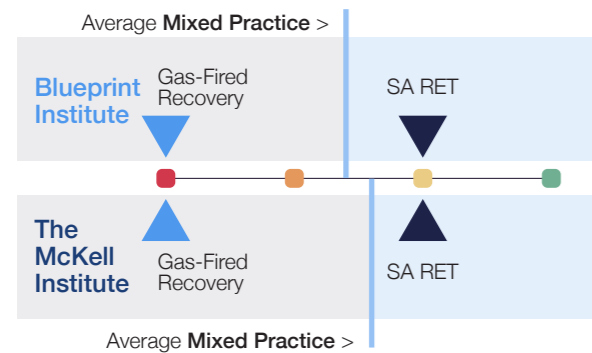 Average Mixed Practice >
Blueprint
Institute
Gas-Fired
Recovery
SA RET
The
McKell
Institute
Gas-Fired
Recovery
SA RET
Average Mixed Practice >